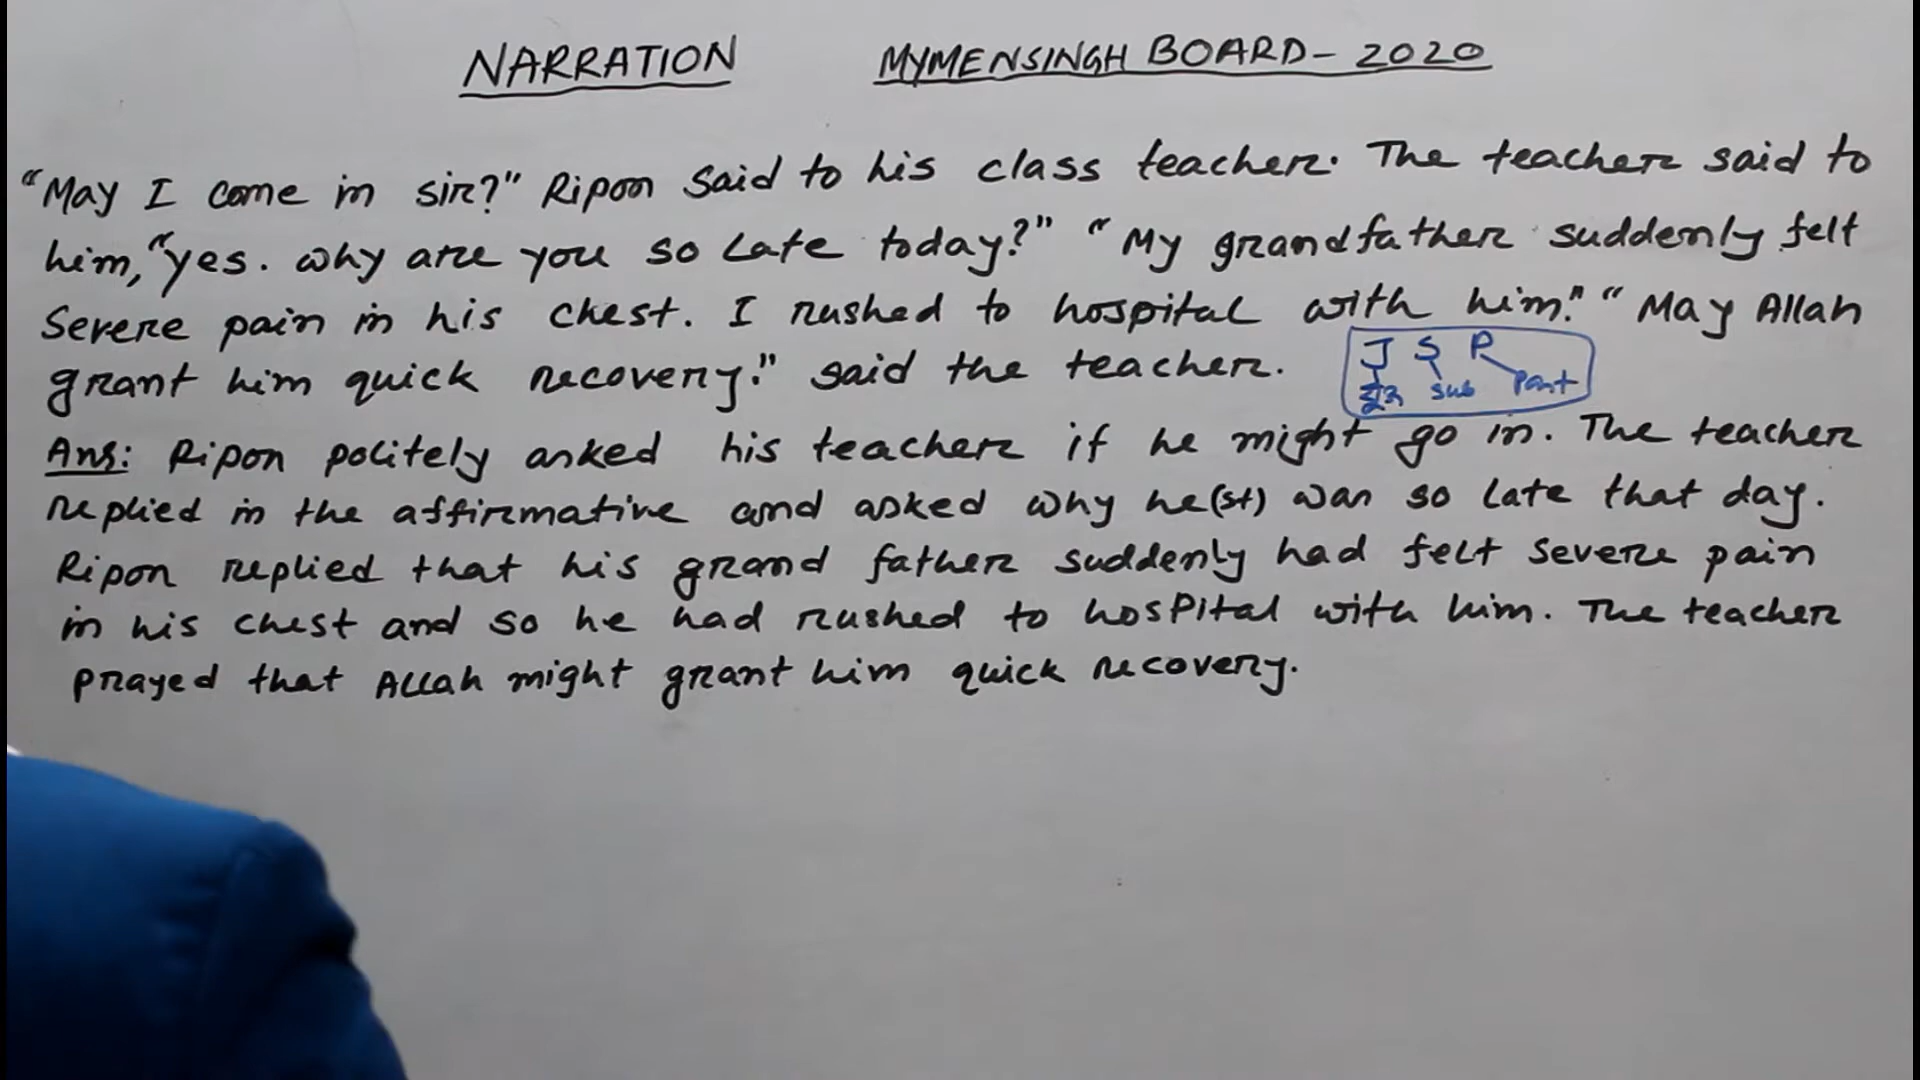 NARRATION MYMENSINGH BOARD- 2020
"May I come in sir?" Ripon said to his class teacher. The teacher said to
him, "yes. why are you so late today?" "My grandfather suddenly felt
severe pain in his chest. I rushed to hospital with him." "May Allah
grant him quick recovery." said the teacher.
J S P
sub past
Ans: Ripon politely asked his teacher if he might go in. The teacher
replied in the affirmative and asked why he(st) was so late that day.
Ripon replied that his grand father suddenly had felt severe pain
in his chest and so he had rushed to hospital with him. The teacher
prayed that Allah might grant him quick recovery.